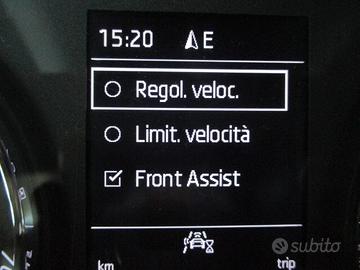 15:20 E
Regol. veloc.
Limit. velocità
Front Assist
km trip
subito